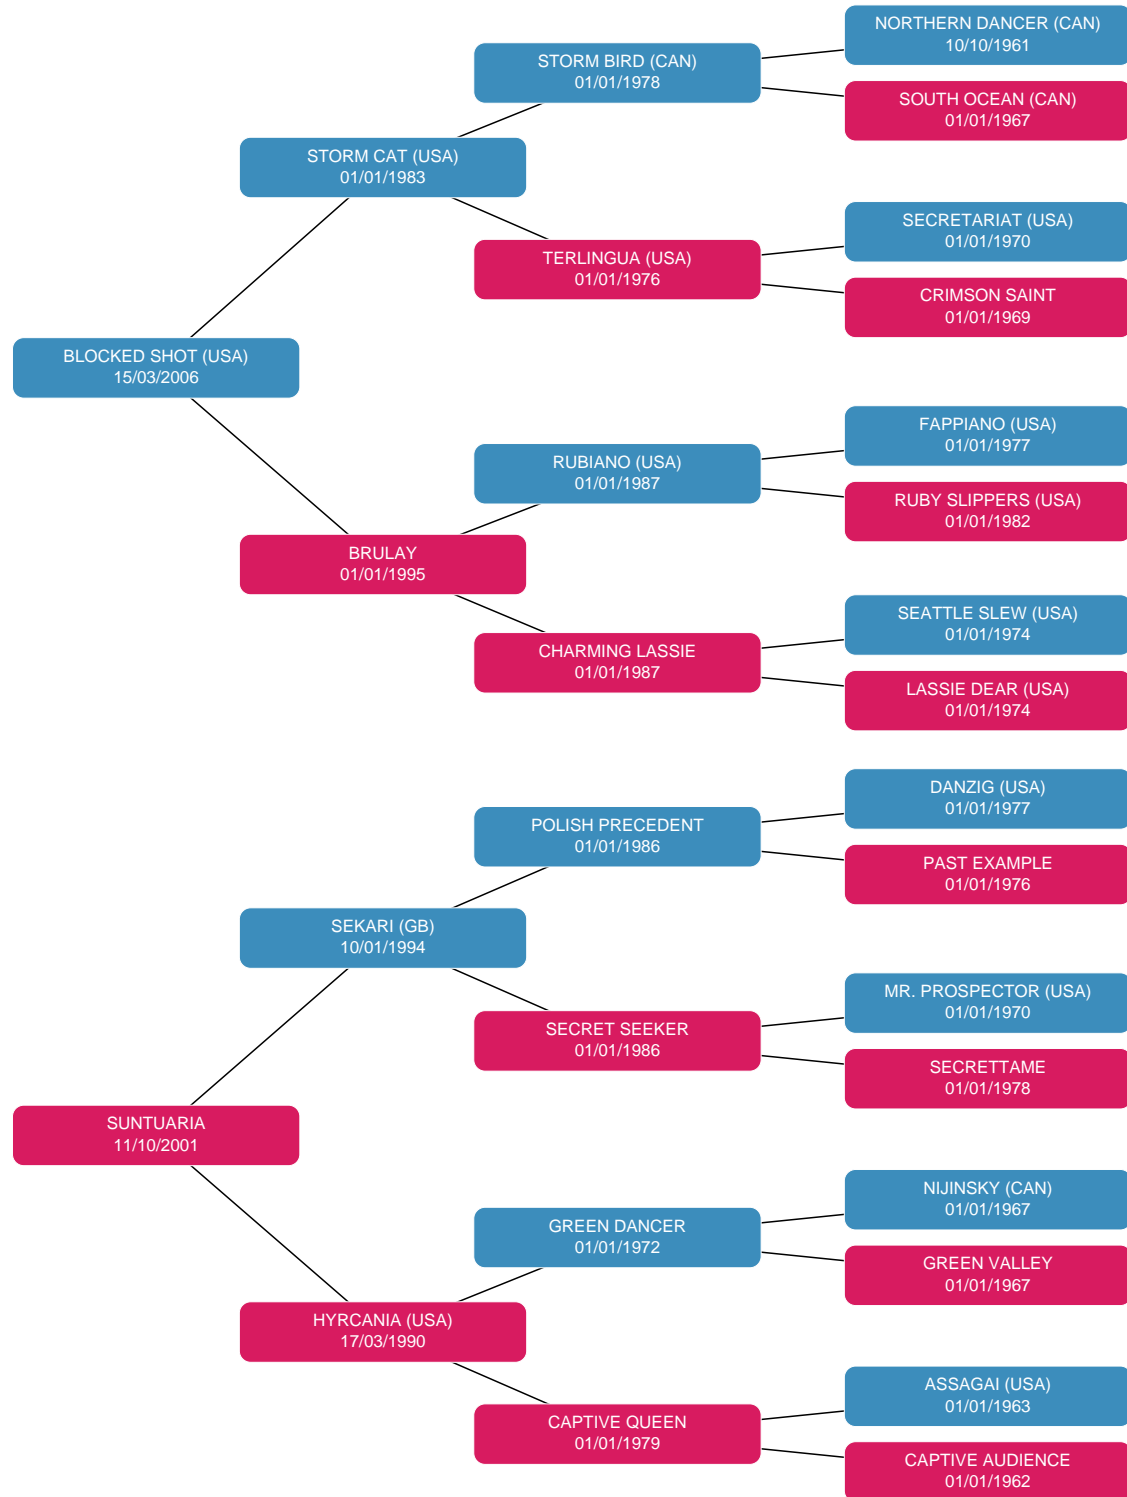 NORTHERN DANCER (CAN)
10/10/1961
STORM BIRD (CAN)
01/01/1978
SOUTH OCEAN (CAN)
01/01/1967
STORM CAT (USA)
01/01/1983
SECRETARIAT (USA)
01/01/1970
TERLINGUA (USA)
01/01/1976
CRIMSON SAINT
01/01/1969
BLOCKED SHOT (USA)
15/03/2006
FAPPIANO (USA)
01/01/1977
RUBIANO (USA)
01/01/1987
RUBY SLIPPERS (USA)
01/01/1982
BRULAY
01/01/1995
SEATTLE SLEW (USA)
01/01/1974
CHARMING LASSIE
01/01/1987
LASSIE DEAR (USA)
01/01/1974
DANZIG (USA)
01/01/1977
POLISH PRECEDENT
01/01/1986
PAST EXAMPLE
01/01/1976
SEKARI (GB)
10/01/1994
MR. PROSPECTOR (USA)
01/01/1970
SECRET SEEKER
01/01/1986
SECRETTAME
01/01/1978
SUNTUARIA
11/10/2001
NIJINSKY (CAN)
01/01/1967
GREEN DANCER
01/01/1972
GREEN VALLEY
01/01/1967
HYRCANIA (USA)
17/03/1990
ASSAGAI (USA)
01/01/1963
CAPTIVE QUEEN
01/01/1979
CAPTIVE AUDIENCE
01/01/1962